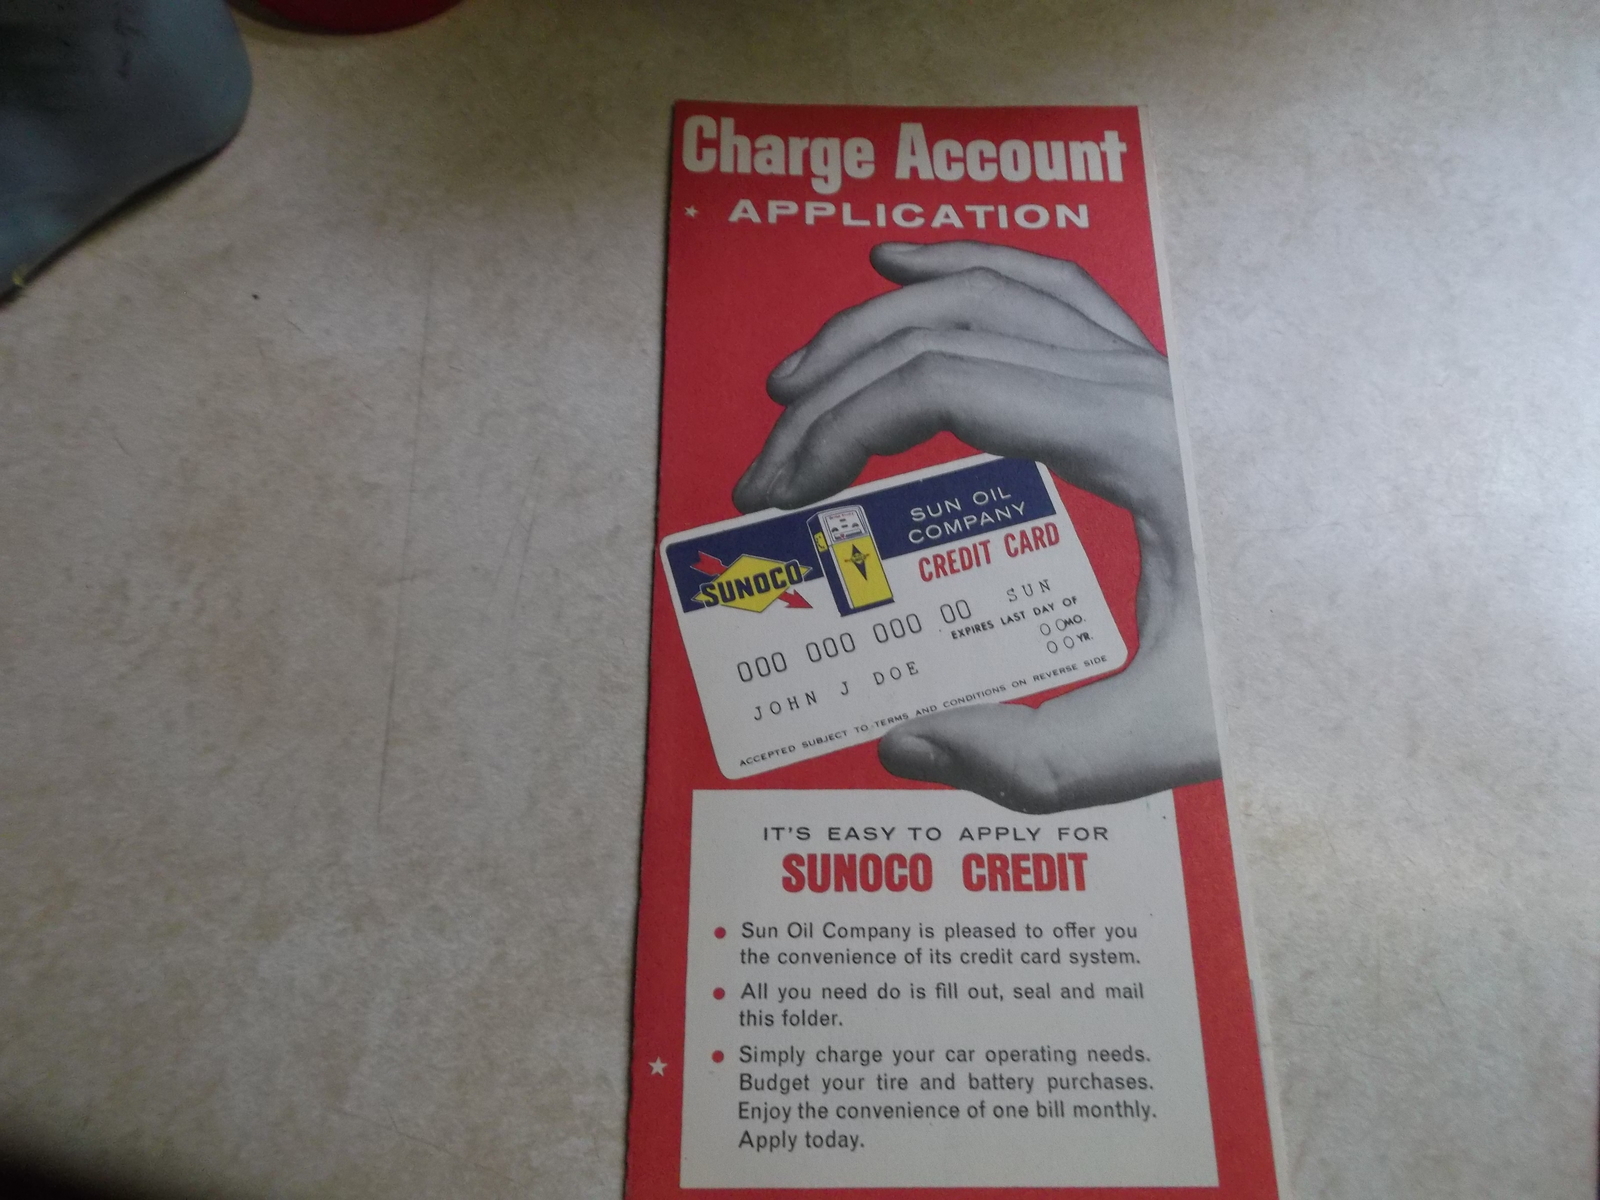 Charge Account
APPLICATION
SUN OIL
COMPANY
CREDIT CARD
SUNOCO
000 000 000 00 SUN
EXPIRES LAST DAY OF
00 MO.
00 YR.
JOHN J DOE
ACCEPTED SUBJECT TO TERMS AND CONDITIONS ON REVERSE SIDE
IT'S EASY TO APPLY FOR
SUNOCO CREDIT
• Sun Oil Company is pleased to offer you
the convenience of its credit card system.
• All you need do is fill out, seal and mail
this folder.
• Simply charge your car operating needs.
Budget your tire and battery purchases.
Enjoy the convenience of one bill monthly.
Apply today.